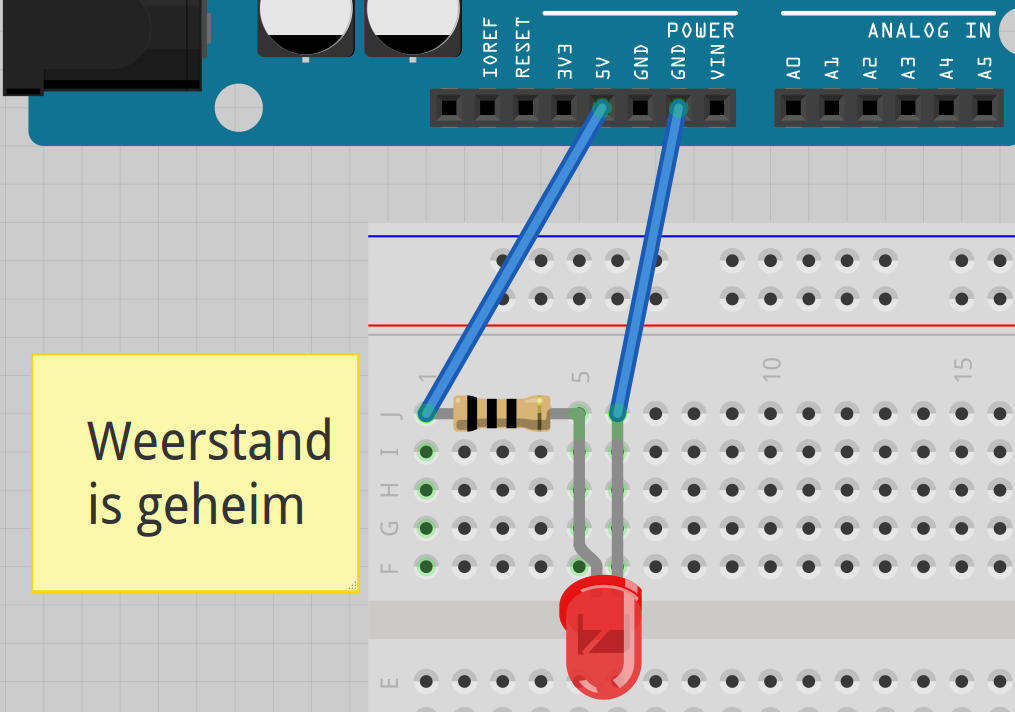 POWER
ANALOG IN
IOREF
RESET
3V3
5V
GND
GND
VIN
A0
A1
A2
A3
A4
A5
1
5
10
15
J
I
H
G
F
E
Weerstand
is geheim